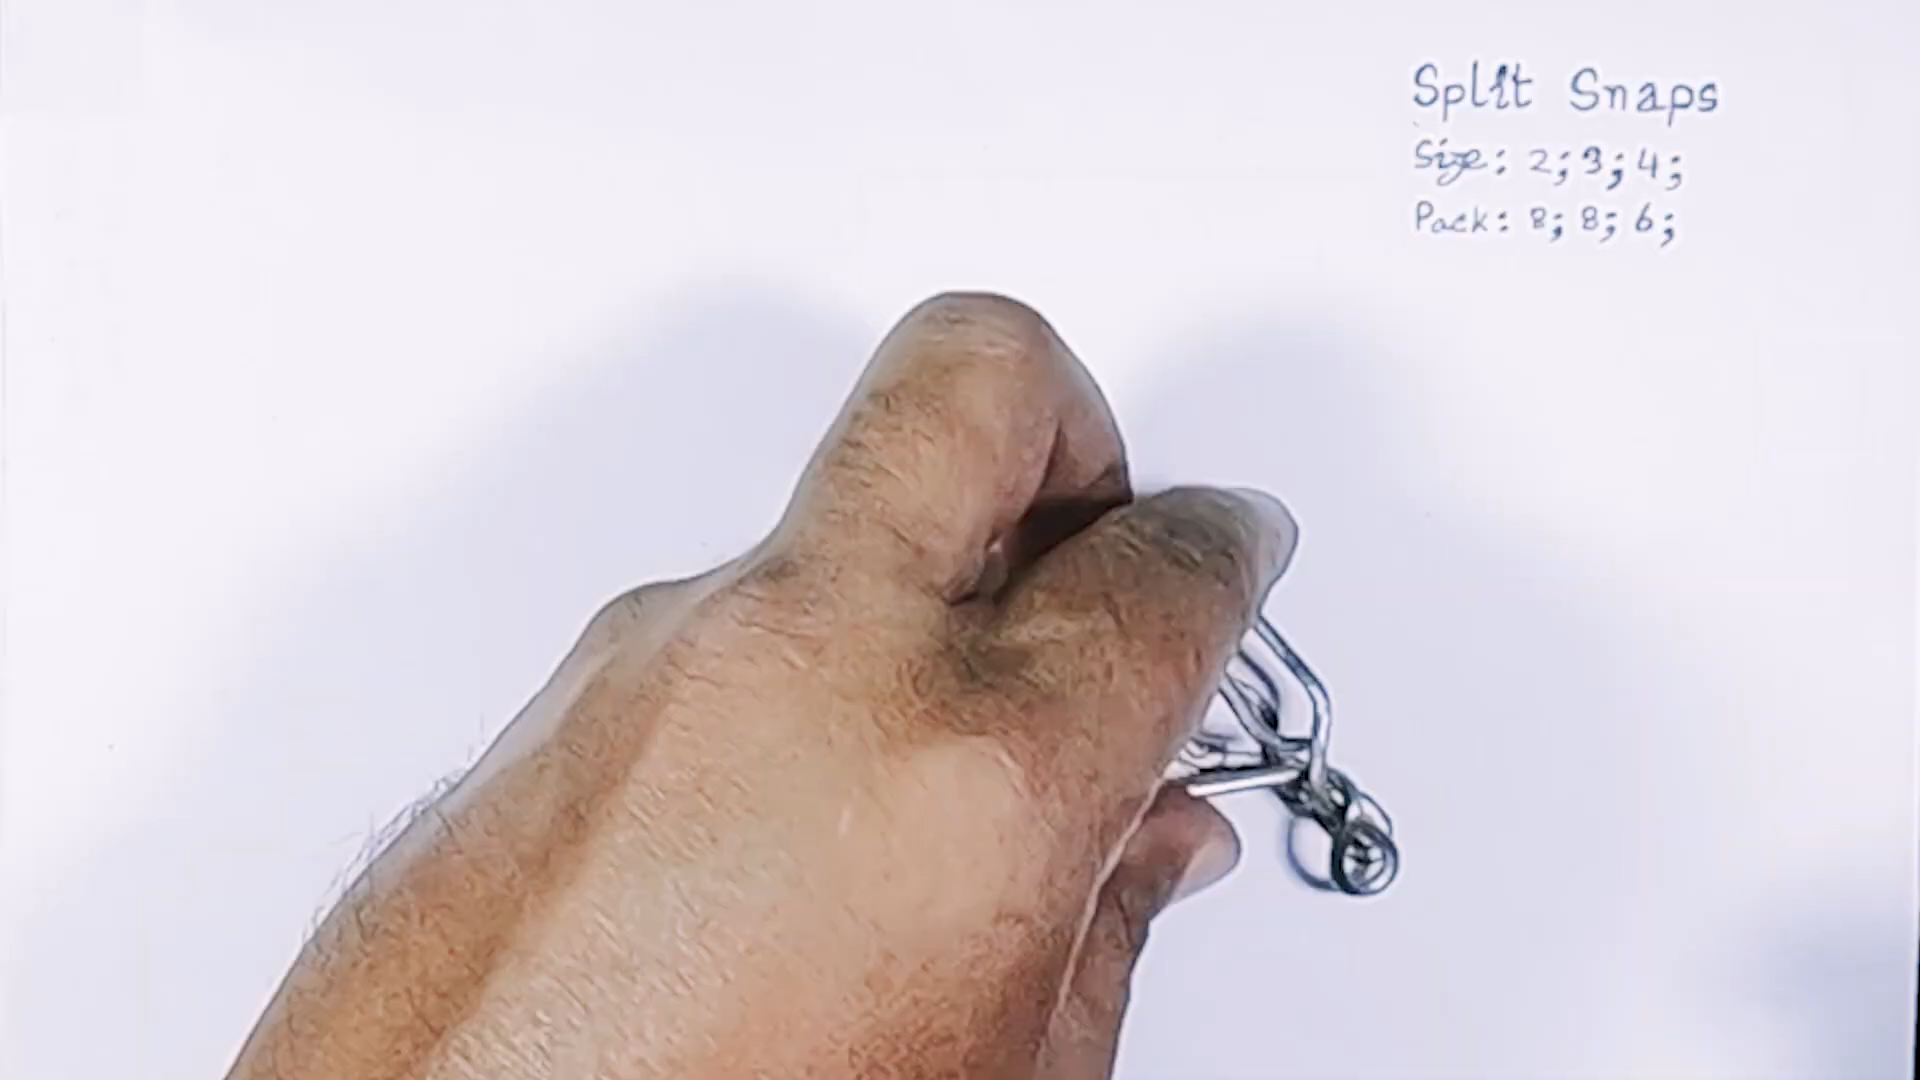 Split Snaps
Size: 2; 3; 4;
Pack: 8; 8; 6;